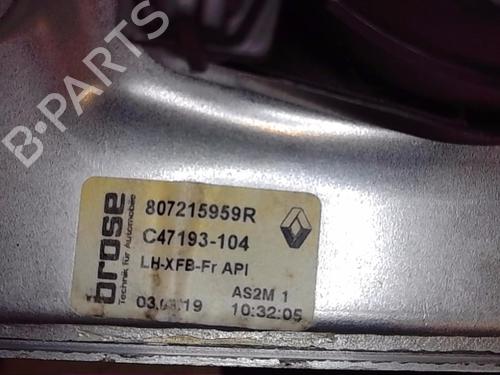 B-PARTS
brose
Technik für Automobile
807215959R
C47193-104
LH-XFB-Fr API
AS2M 1
10:32:05